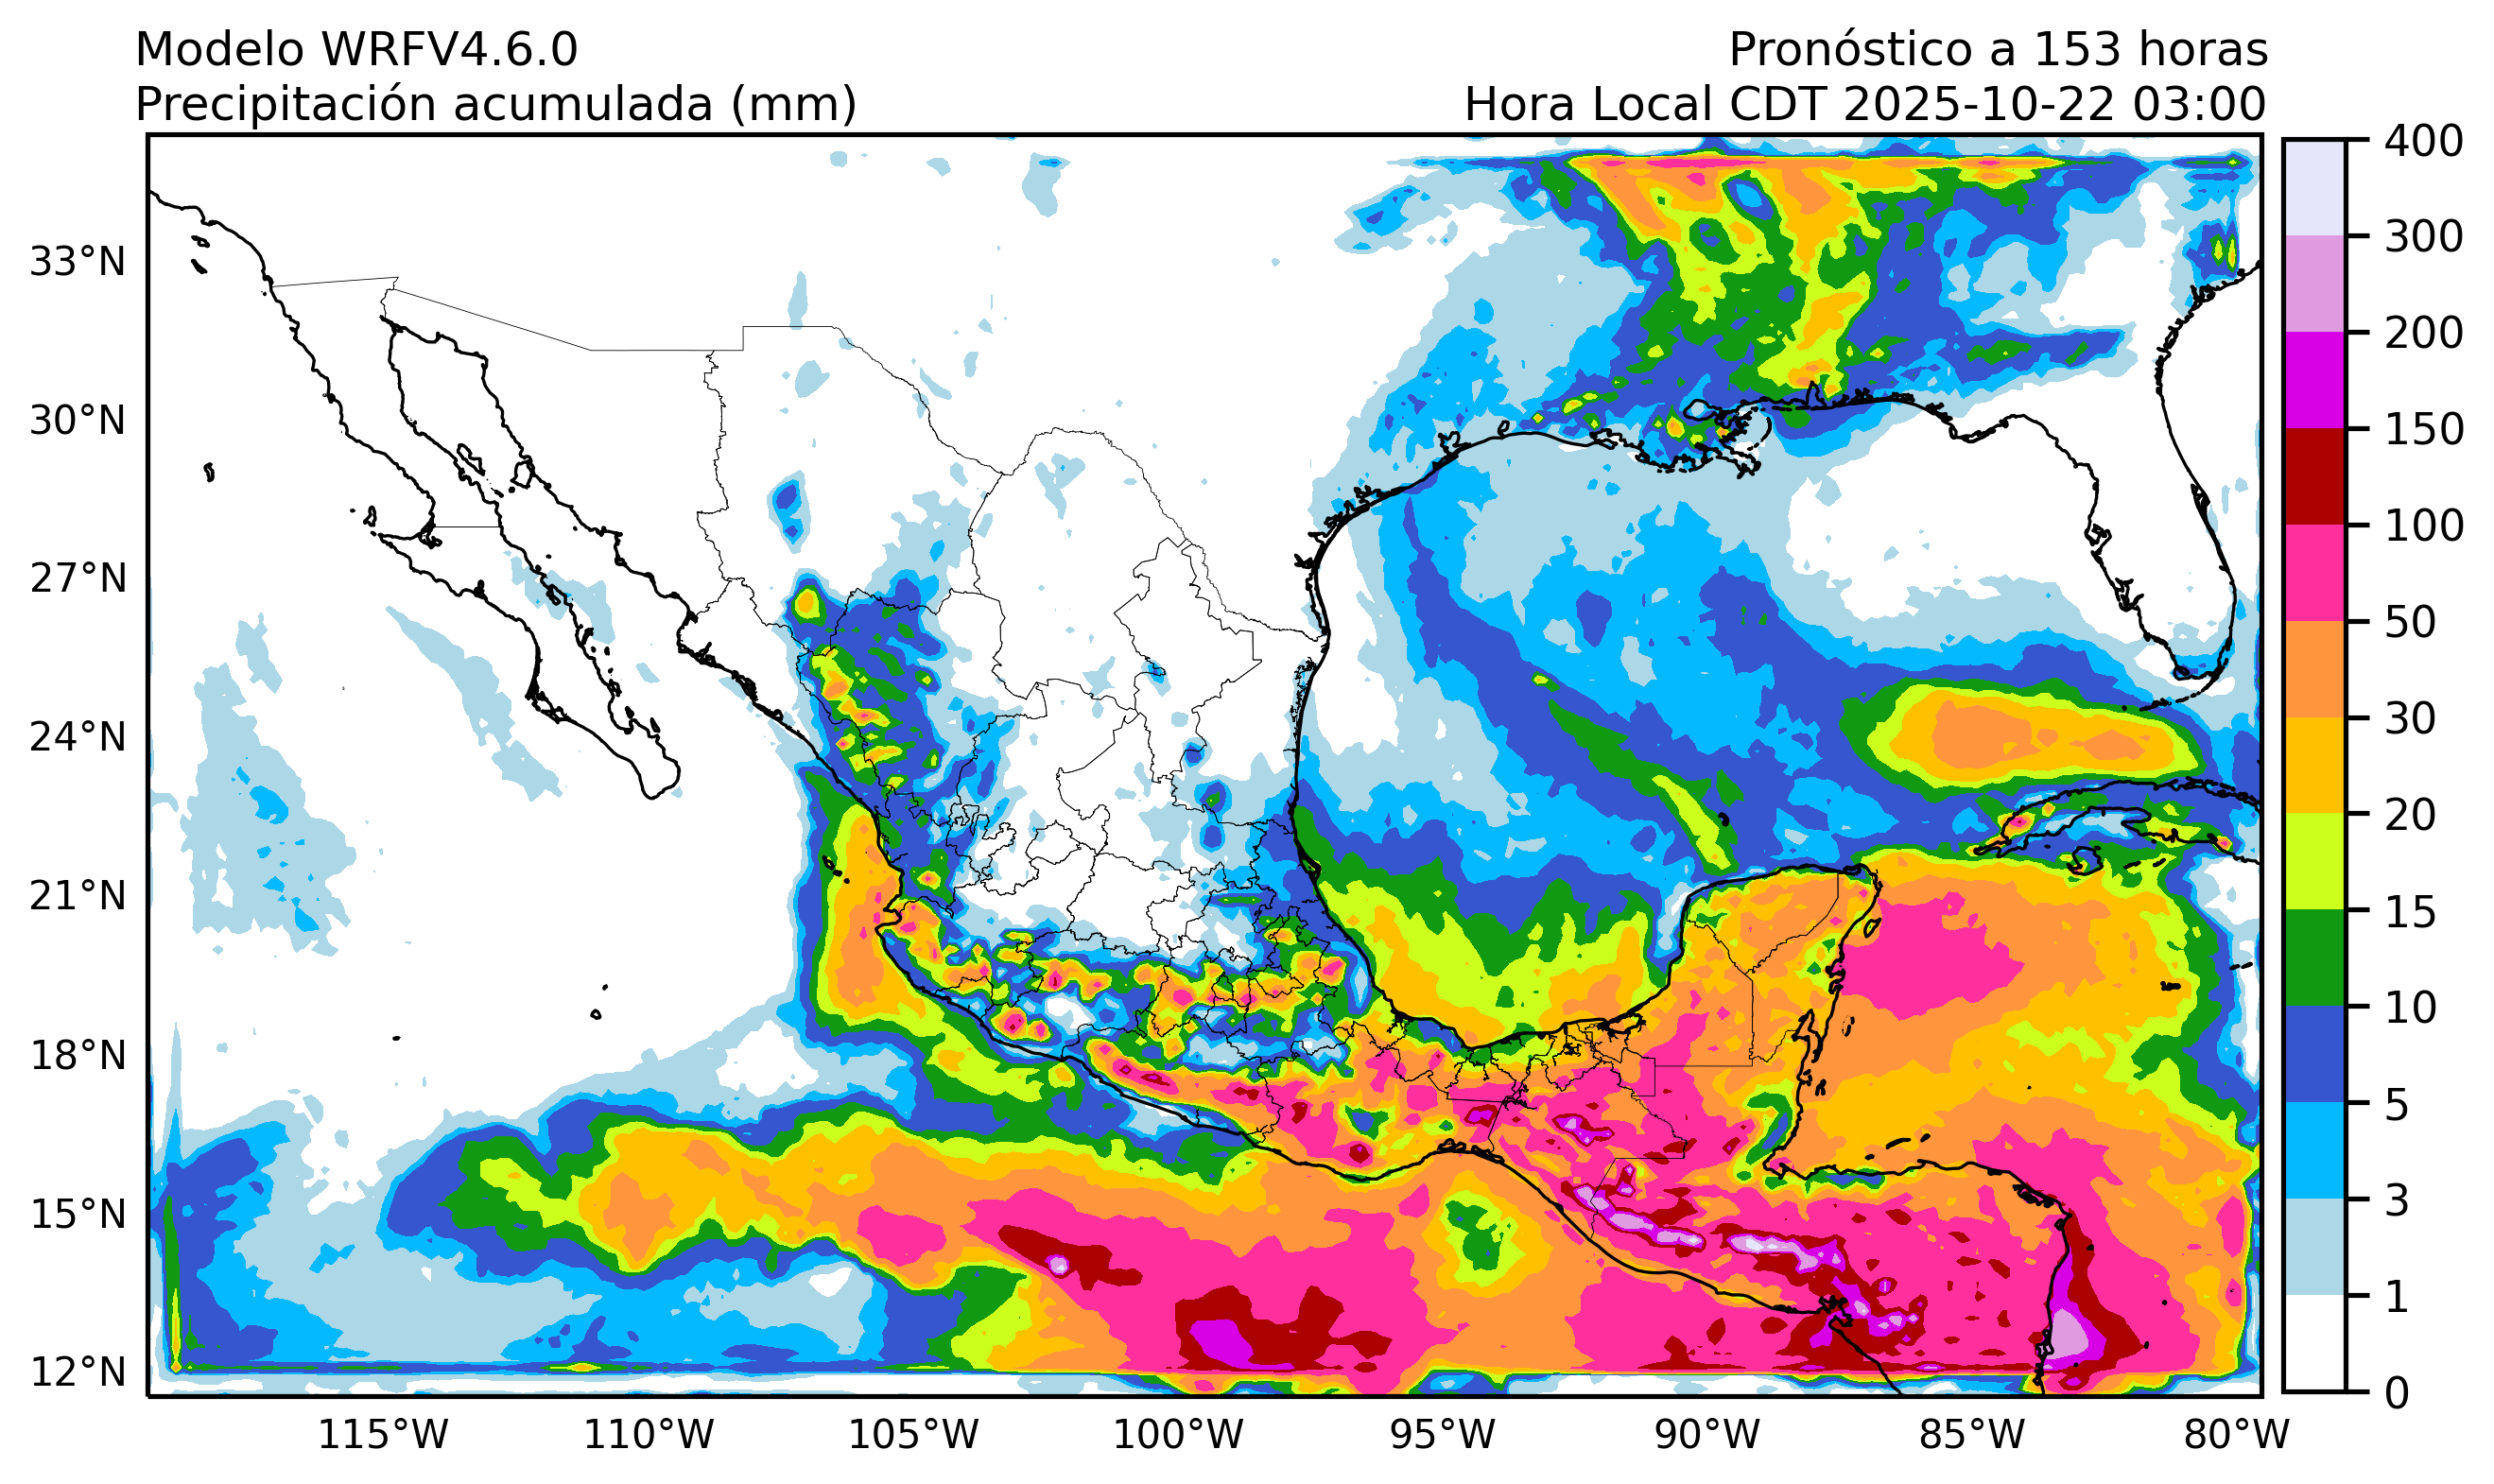 Modelo WRFV4.6.0
Pronóstico a 153 horas
Precipitación acumulada (mm)
Hora Local CDT 2025-10-22 03:00
33°N
30°N
27°N
24°N
21°N
18°N
15°N
12°N
115°W
110°W
105°W
100°W
95°W
90°W
85°W
80°W
400
300
200
150
100
50
30
20
15
10
5
3
1
0